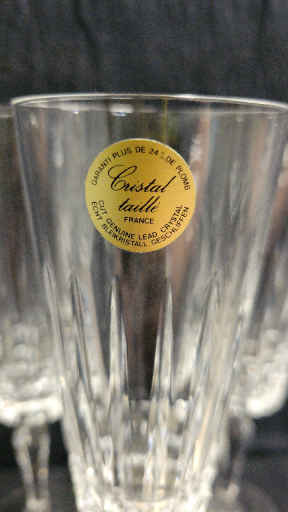 GARANTI PLUS DE 24 % DE PLOMB
Cristal
taillé
FRANCE
CUT GENUINE LEAD CRYSTAL
ECHT BLEIKRISTALL GESCHLIFFEN